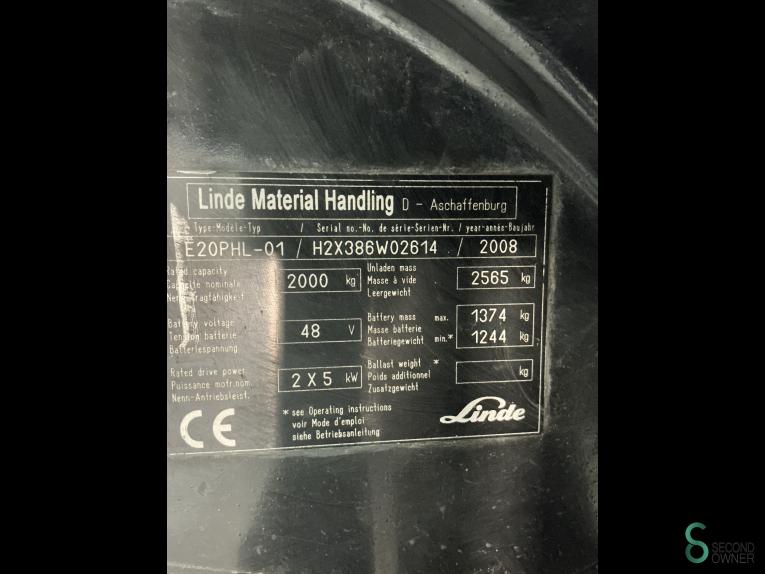 Linde Material Handling D - Aschaffenburg
Type-Modèle-Typ / Serial no.-No. de série-Serien-Nr. / year-année-Baujahr
E20PHL-01 / H2X386W02614 / 2008
Rated capacity
Capacité nominale
Nenntragfähigkeit
2000 kg
Unladen mass
Masse à vide
Leergewicht
2565 kg
Battery voltage
Tension batterie
Batteriespannung
48 V
Battery mass max. 1374 kg
Masse batterie
Batteriegewicht min.* 1244 kg
Rated drive power
Puissance motr.nom.
Nenn-Antriebsleist.
2 X 5 kW
Ballast weight *
Poids additionnel
Zusatzgewicht
kg
CE
* see Operating instructions
voir Mode d'emploi
siehe Betriebsanleitung
Linde
SECOND
OWNER